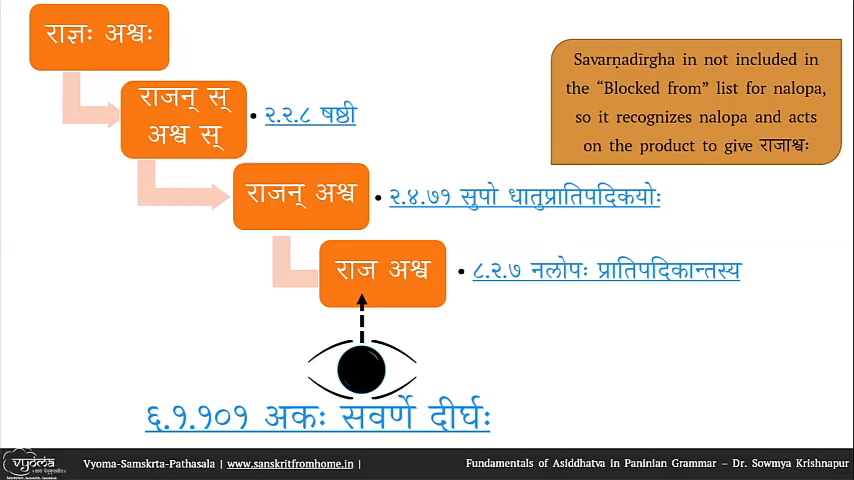 राज्ञः अश्वः
राजन् स्
अश्व स्
• २.२.८ षष्ठी
Savarṇadīrgha in not included in
the “Blocked from” list for nalopa,
so it recognizes nalopa and acts
on the product to give राजाश्वः
राजन् अश्व
• २.४.७१ सुपो धातुप्रातिपदिकयोः
राज अश्व
• ८.२.७ नलोपः प्रातिपदिकान्तस्य
६.१.१०१ अकः सवर्णे दीर्घः
vyoma
Vyoma-Samskrta-Pathasala | www.sanskritfromhome.in |
Fundamentals of Asiddhatva in Paninian Grammar – Dr. Sowmya Krishnapur